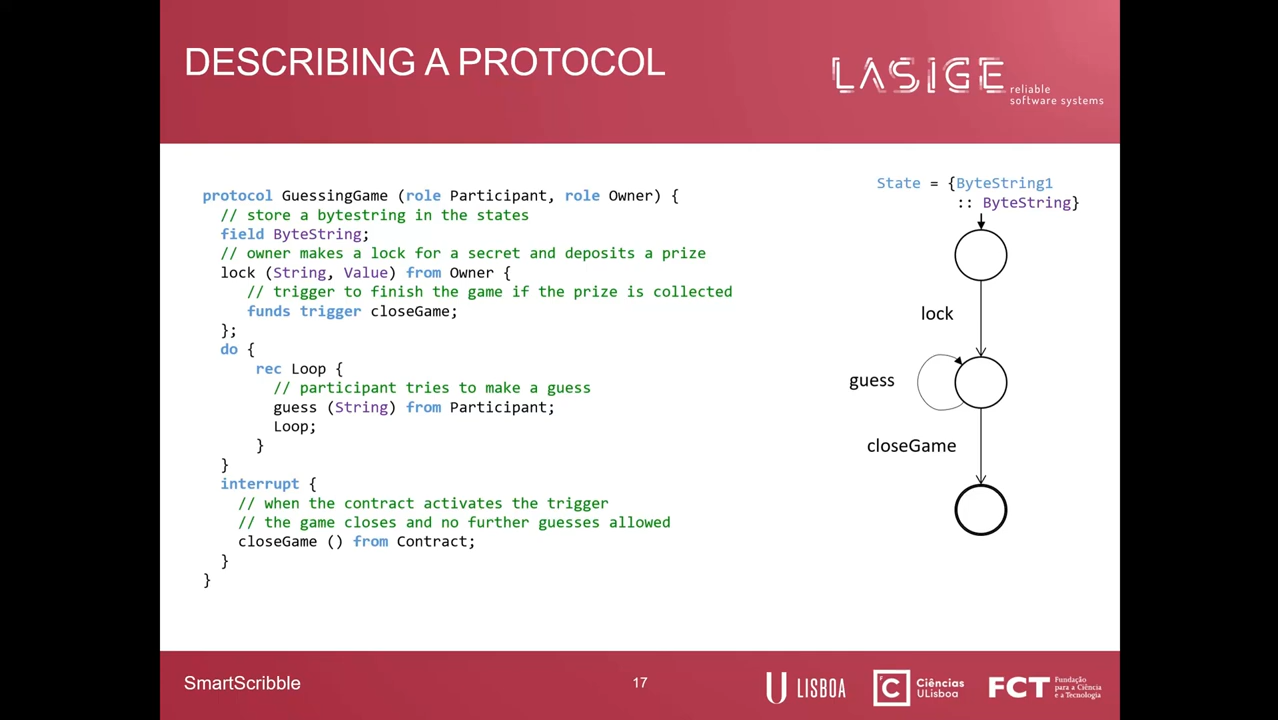 DESCRIBING A PROTOCOL
LASIGE
reliable
software systems
protocol GuessingGame (role Participant, role Owner) {
// store a bytestring in the states
field ByteString;
// owner makes a lock for a secret and deposits a prize
lock (String, Value) from Owner {
// trigger to finish the game if the prize is collected
funds trigger closeGame;
};
do {
rec Loop {
// participant tries to make a guess
guess (String) from Participant;
Loop;
}
}
interrupt {
// when the contract activates the trigger
// the game closes and no further guesses allowed
closeGame () from Contract;
}
}
State = {ByteString1
:: ByteString}
lock
guess
closeGame
SmartScribble
17
U LISBOA
C Ciências
ULisboa
FCT Fundação
para a Ciência
e a Tecnologia